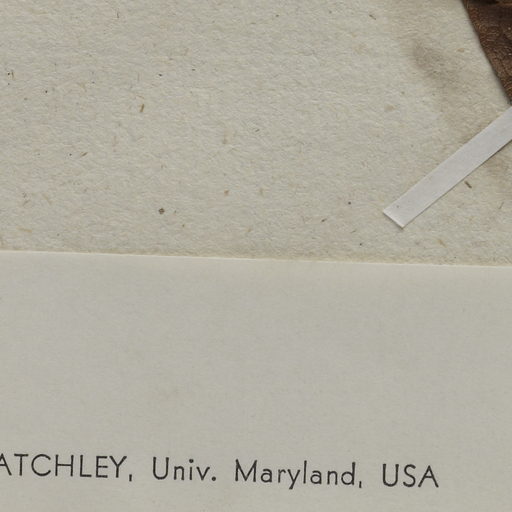 ATCHLEY, Univ. Maryland, USA